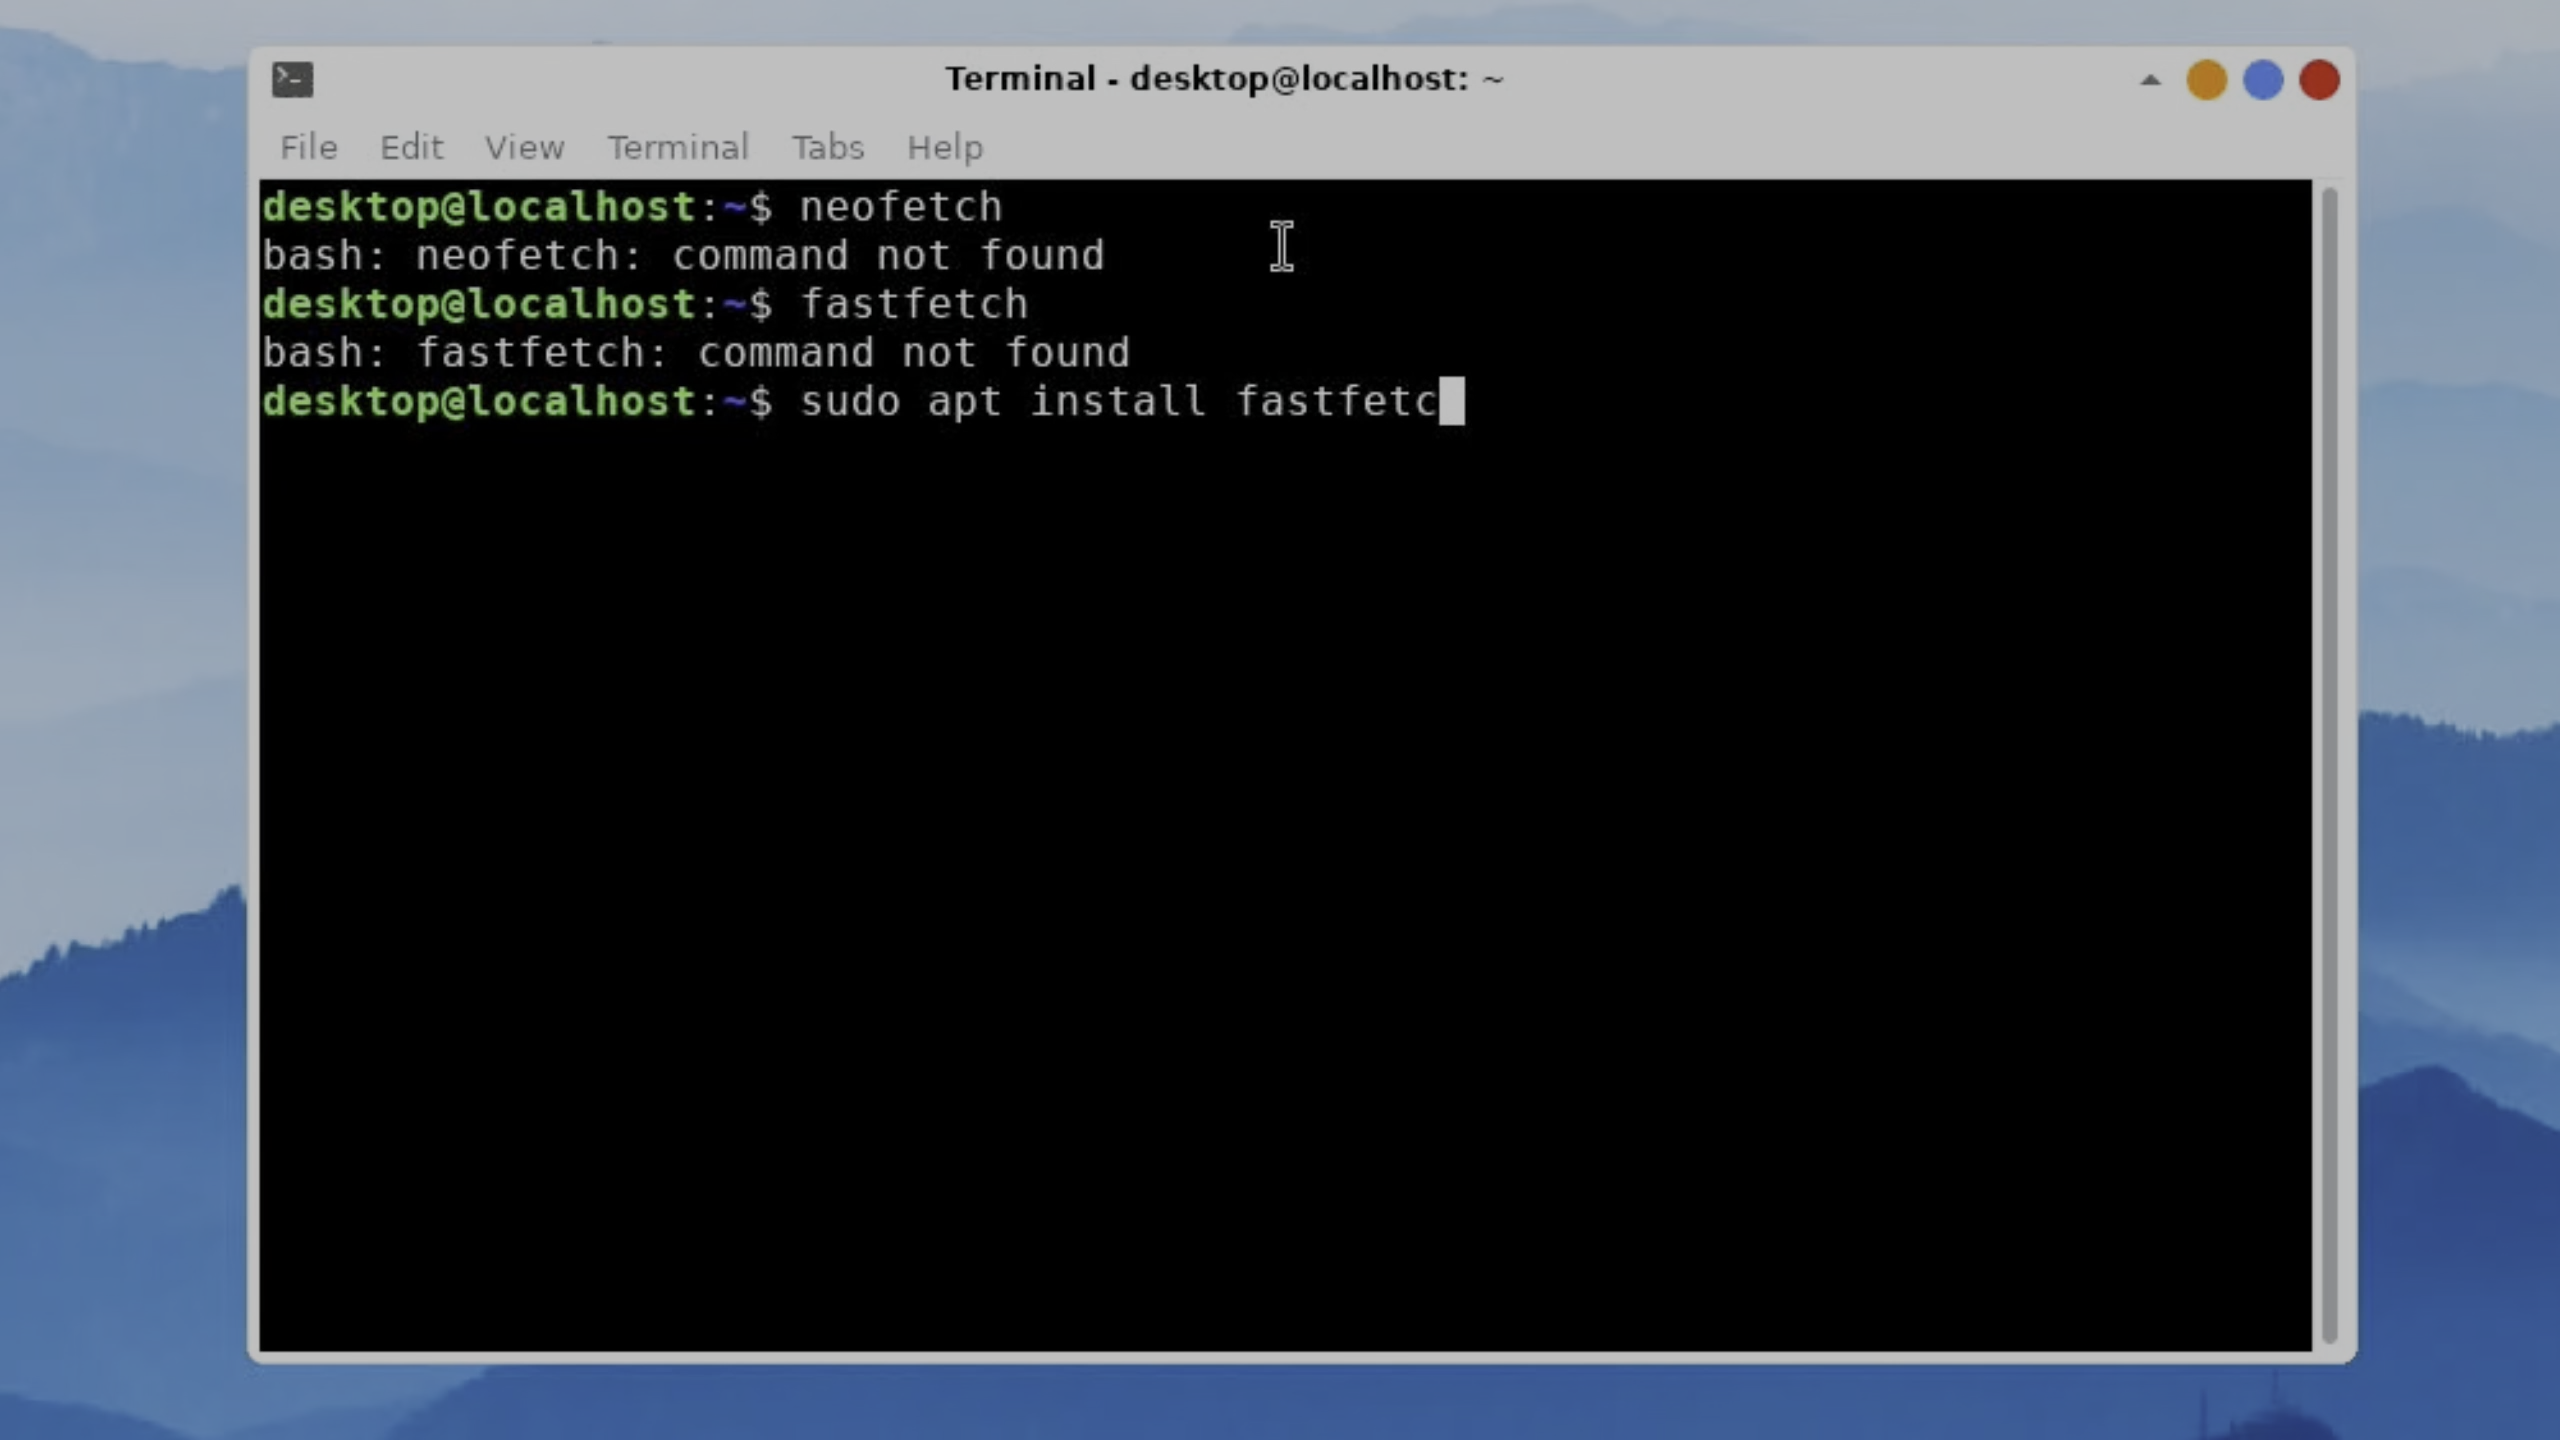 Terminal - desktop@localhost: ~
File Edit View Terminal Tabs Help
desktop@localhost:~$ neofetch
bash: neofetch: command not found
desktop@localhost:~$ fastfetch
bash: fastfetch: command not found
desktop@localhost:~$ sudo apt install fastfetc